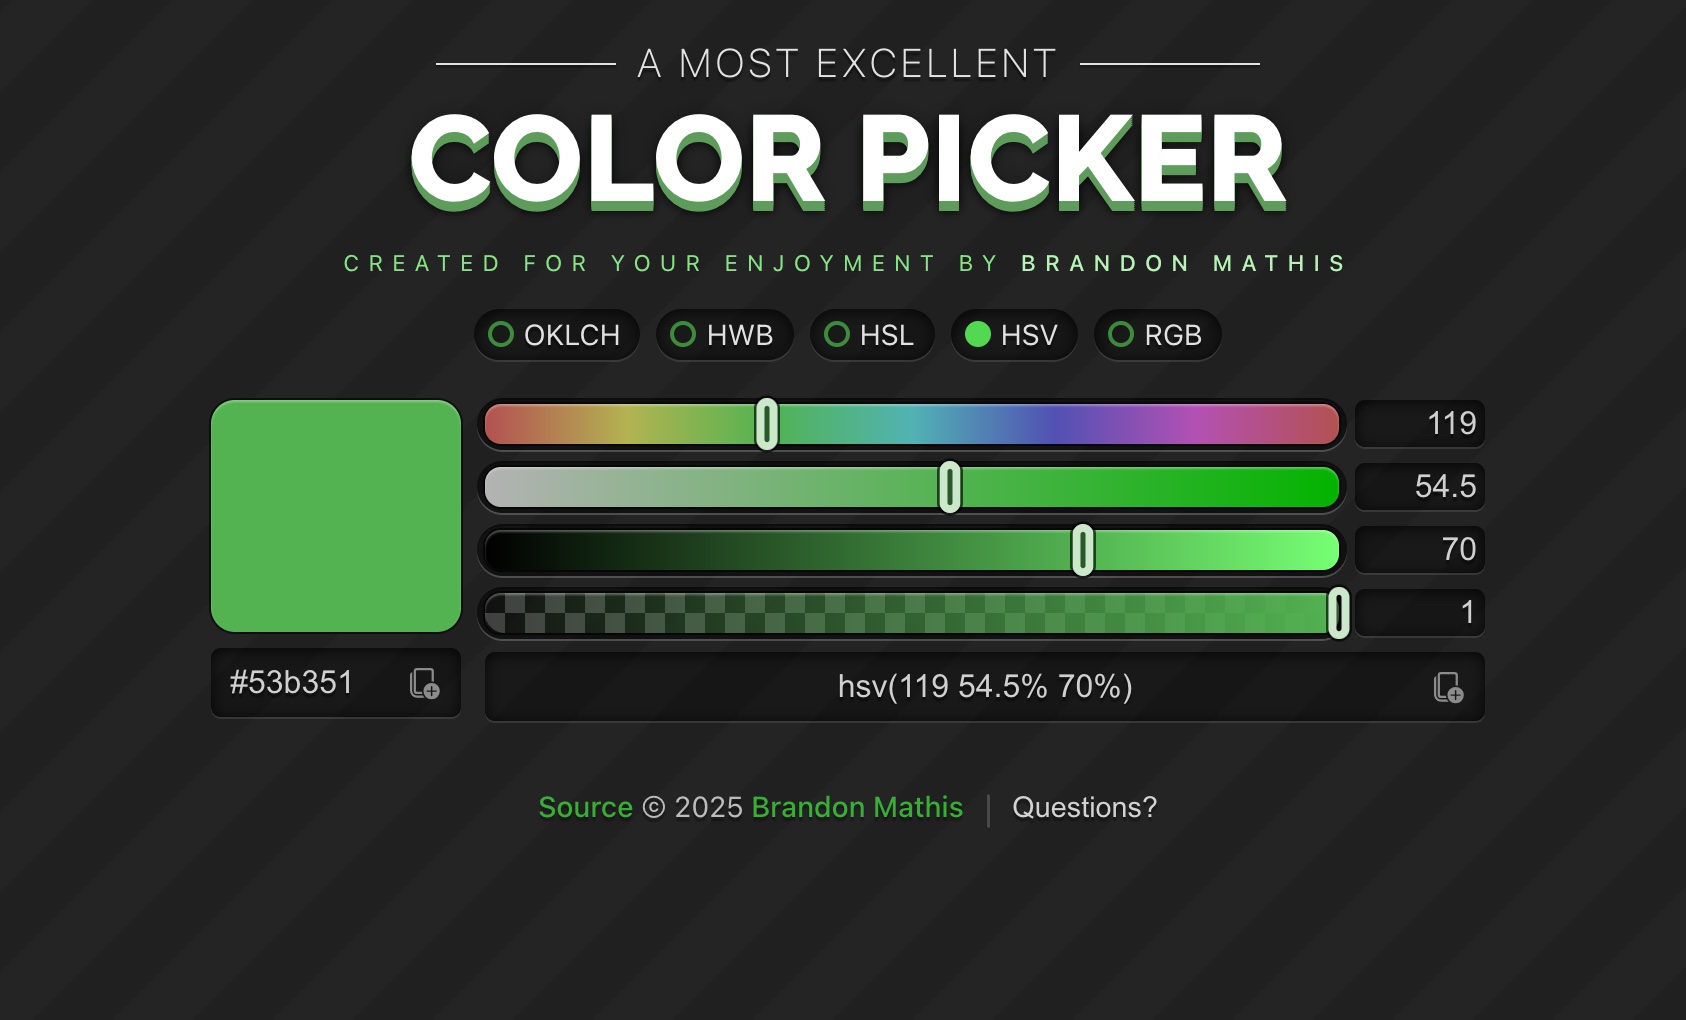 A MOST EXCELLENT
COLOR PICKER
CREATED FOR YOUR ENJOYMENT BY BRANDON MATHIS
OKLCH HWB HSL HSV RGB
119
54.5
70
1
#53b351
hsv(119 54.5% 70%)
Source © 2025 Brandon Mathis | Questions?